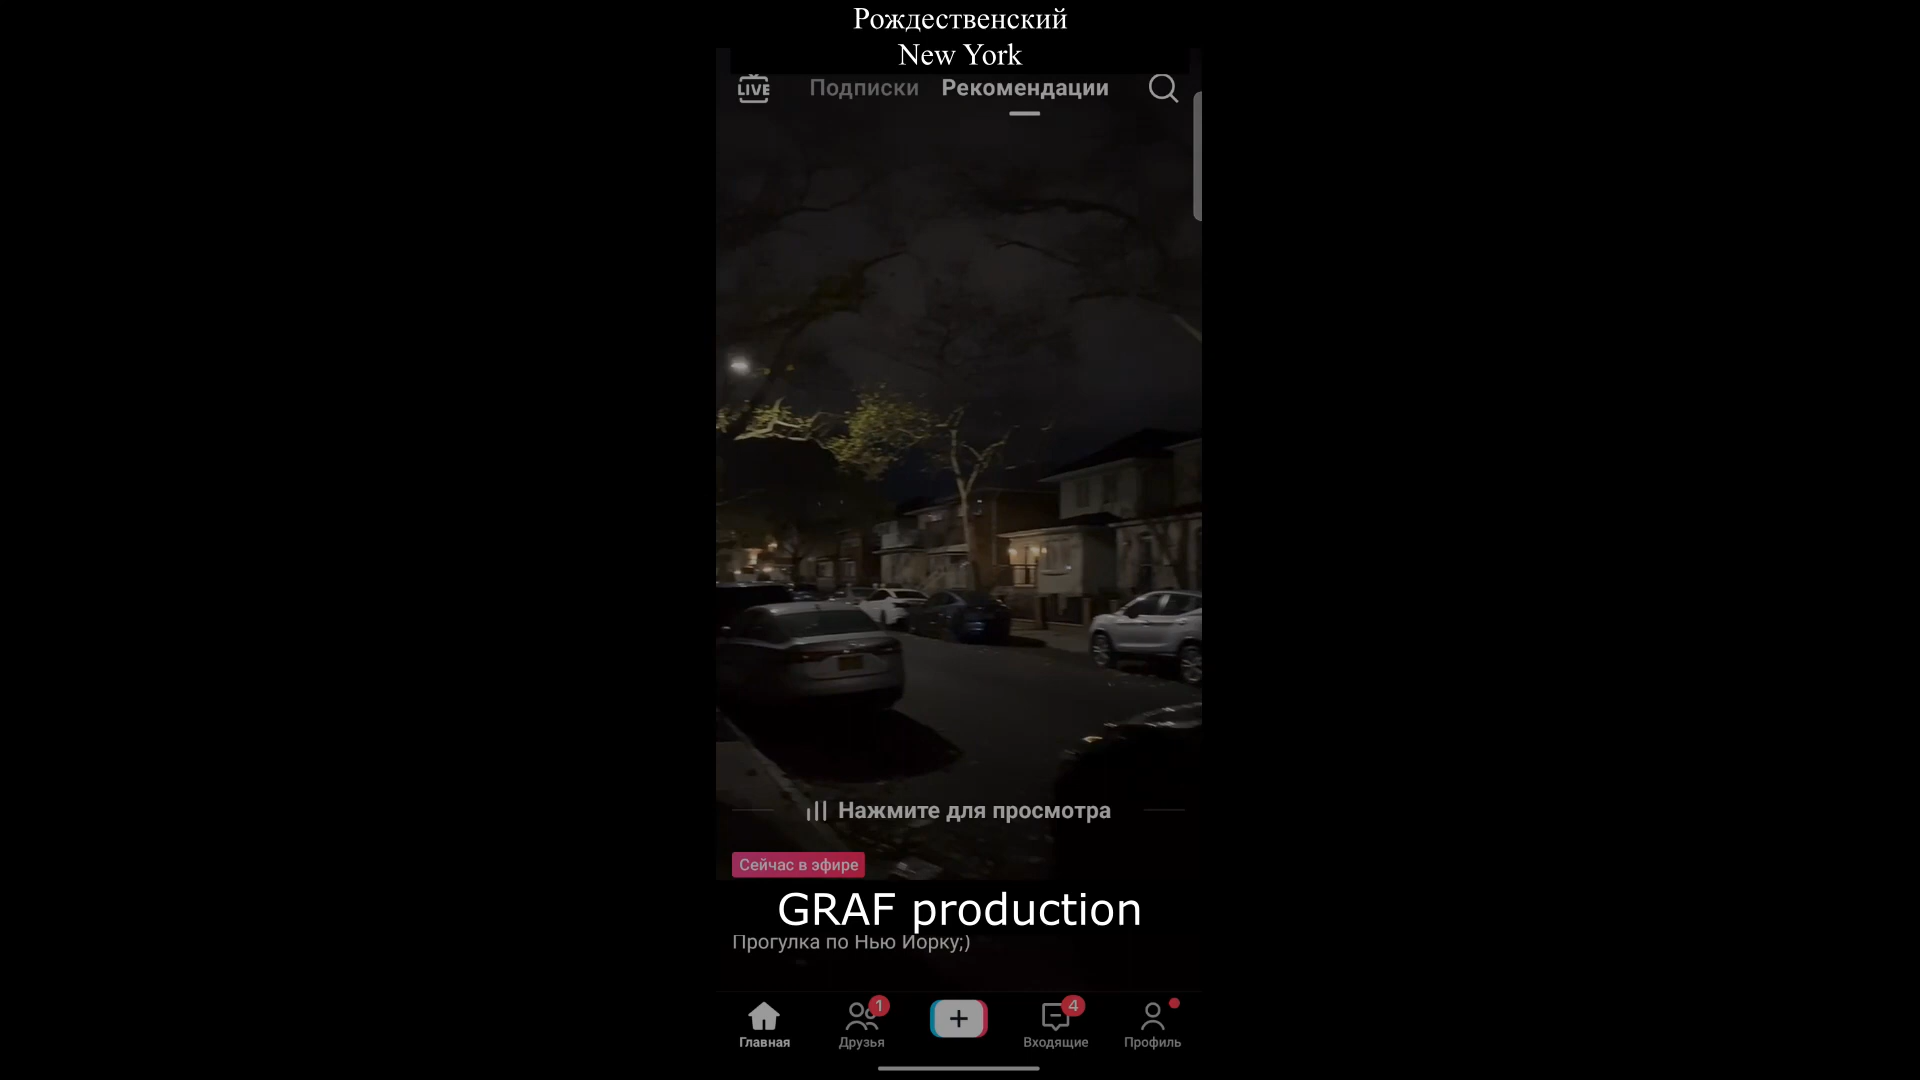 Рождественский
New York
LIVE
Подписки
Рекомендации
Нажмите для просмотра
Сейчас в эфире
GRAF production
Прогулка по Нью Йорку;)
1
4
Главная
Друзья
Входящие
Профиль